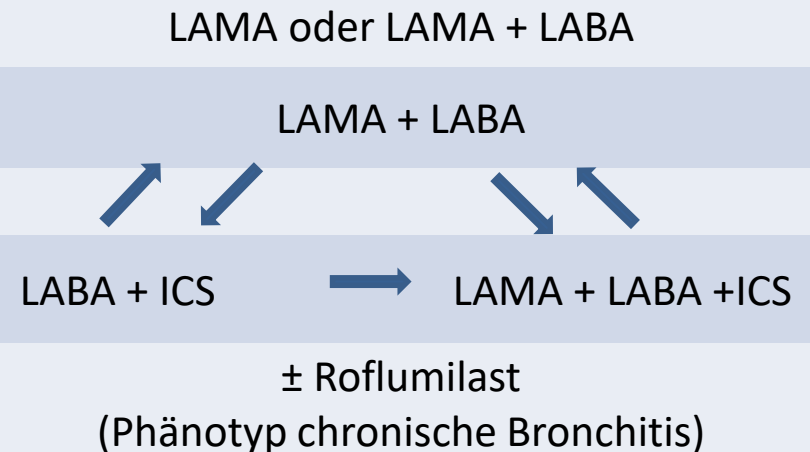 LAMA oder LAMA + LABA
LAMA + LABA
LABA + ICS
LAMA + LABA +ICS
± Roflumilast
(Phänotyp chronische Bronchitis)